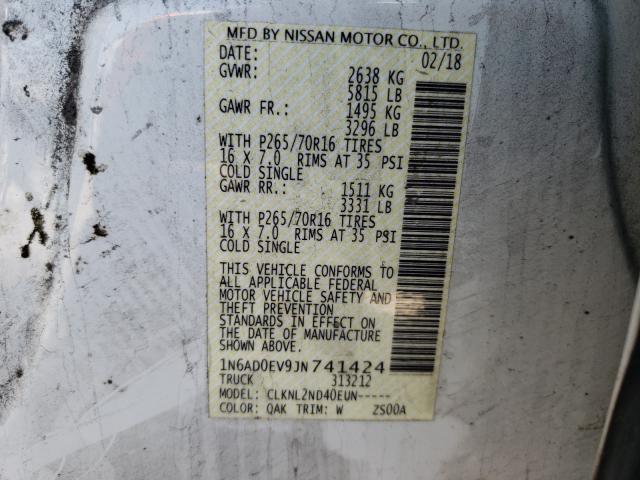 MFD BY NISSAN MOTOR CO., LTD.
DATE: 02/18
GVWR: 2638 KG
5815 LB
GAWR FR.: 1495 KG
3296 LB
WITH P265/70R16 TIRES
16 X 7.0 RIMS AT 35 PSI
COLD SINGLE
GAWR RR.: 1511 KG
3331 LB
WITH P265/70R16 TIRES
16 X 7.0 RIMS AT 35 PSI
COLD SINGLE
THIS VEHICLE CONFORMS TO
ALL APPLICABLE FEDERAL
MOTOR VEHICLE SAFETY AND
THEFT PREVENTION
STANDARDS IN EFFECT ON
THE DATE OF MANUFACTURE
SHOWN ABOVE.
1N6AD0EV9JN741424
TRUCK 313212
MODEL: CLKNL2ND40EUN-----
COLOR: QAK TRIM: W ZS00A